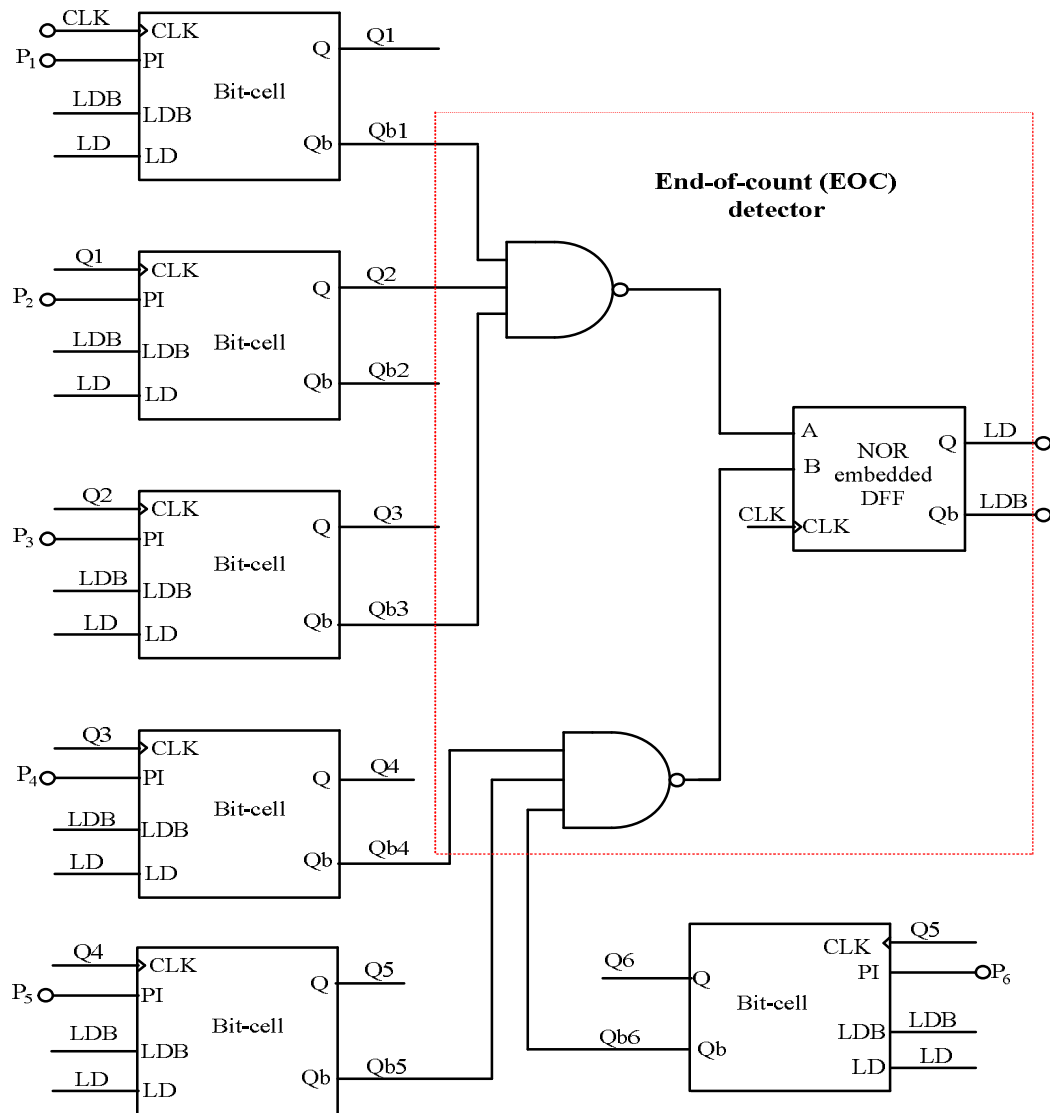 CLK
CLK
P1
PI
LDB
LDB
LD
LD
Bit-cell
Q
Q1
Qb
Qb1
End-of-count (EOC)
detector
Q1
CLK
P2
PI
LDB
LDB
LD
LD
Bit-cell
Q
Q2
Qb
Qb2
A
B
NOR
embedded
DFF
CLK
CLK
Q
LD
Qb
LDB
Q2
CLK
P3
PI
LDB
LDB
LD
LD
Bit-cell
Q
Q3
Qb
Qb3
Q3
CLK
P4
PI
LDB
LDB
LD
LD
Bit-cell
Q
Q4
Qb
Qb4
Q4
CLK
P5
PI
LDB
LDB
LD
LD
Bit-cell
Q
Q5
Qb
Qb5
Q6
Q
Qb6
Qb
Bit-cell
CLK
Q5
PI
P6
LDB
LDB
LD
LD